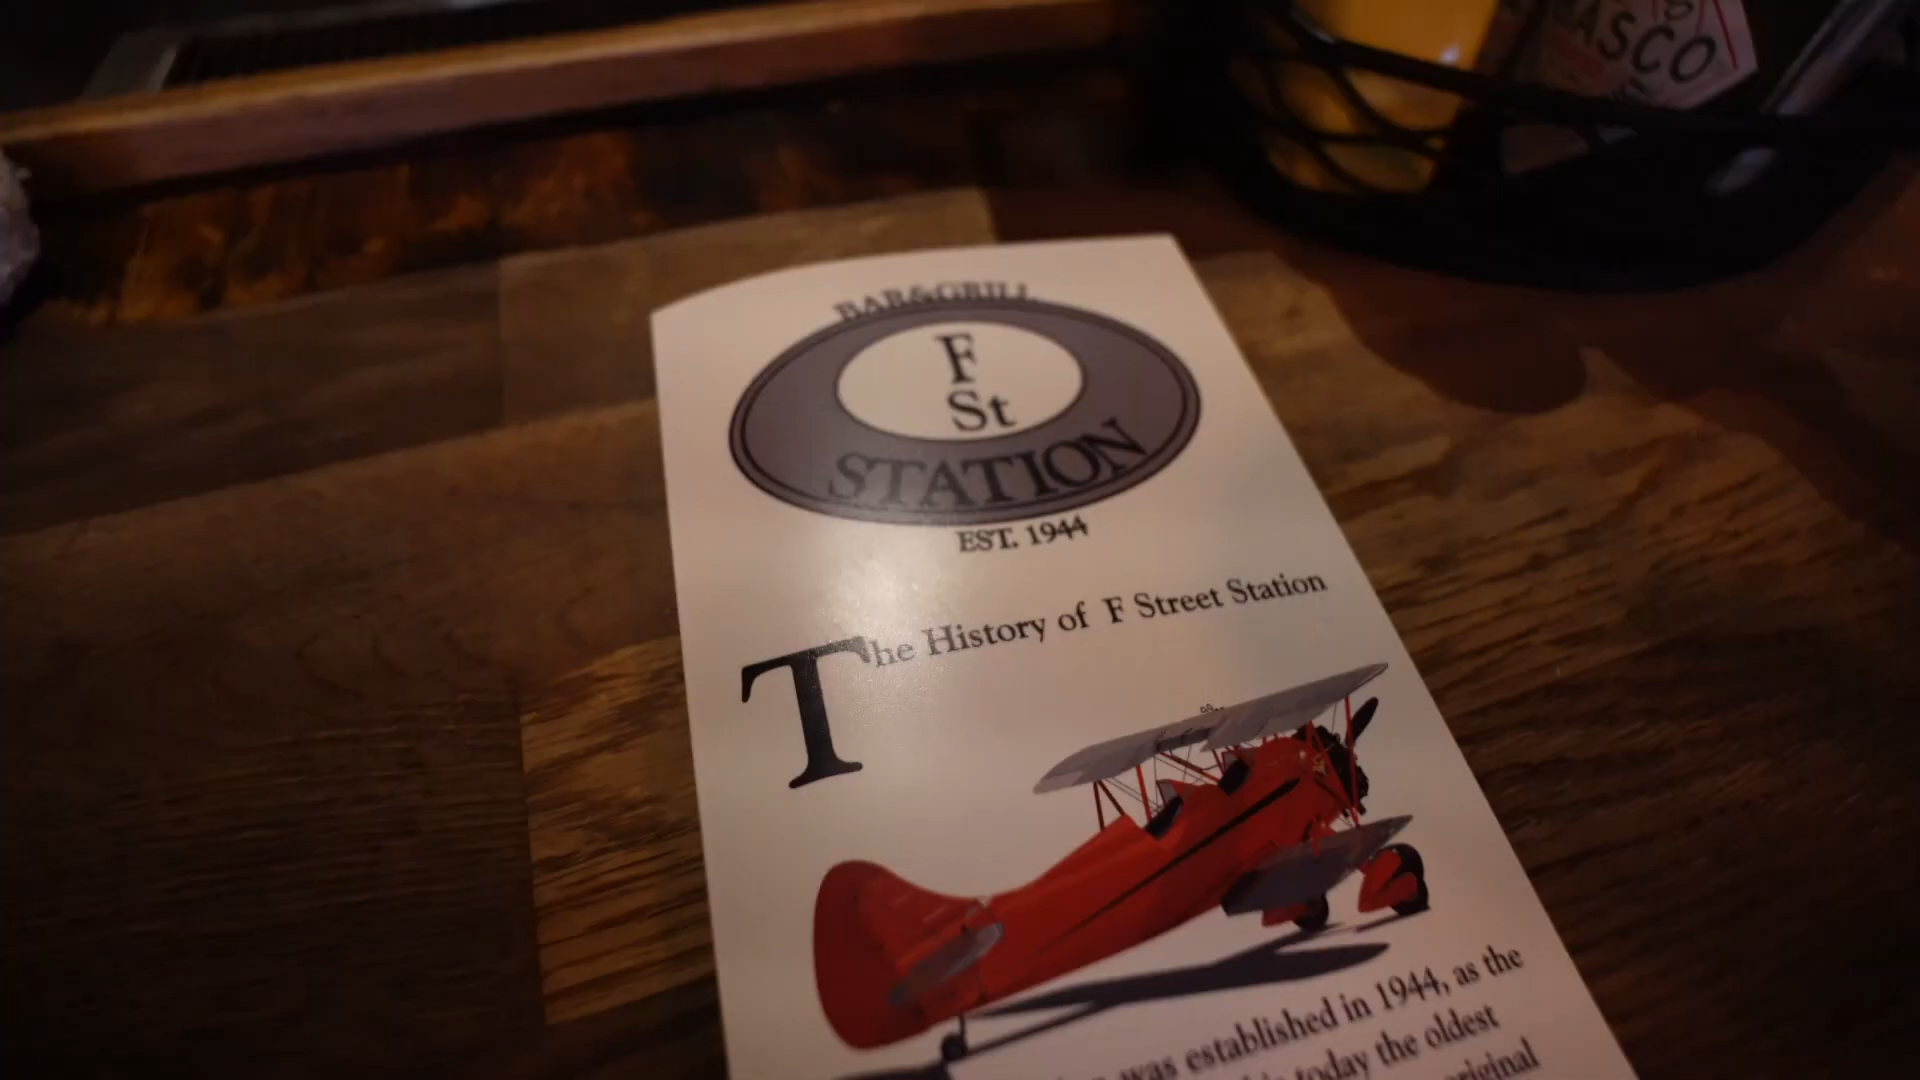 ASCO
BAR&GRILL
F
St
STATION
EST. 1944
The History of F Street Station
was established in 1944, as the
today the oldest
original